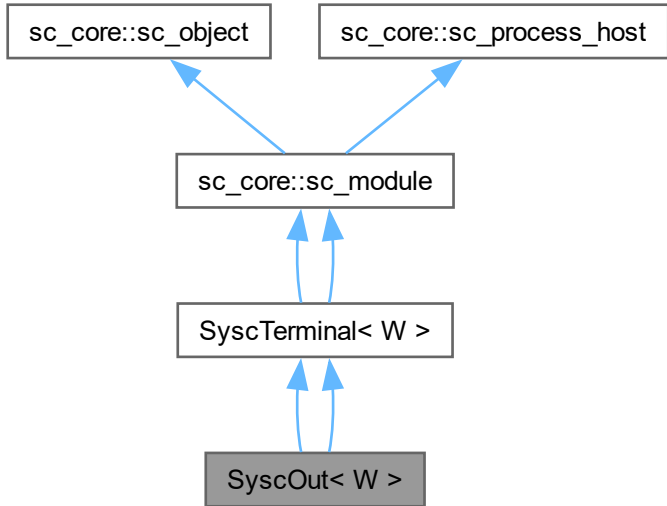 sc_core::sc_object
sc_core::sc_process_host
sc_core::sc_module
SyscTerminal< W >
SyscOut< W >